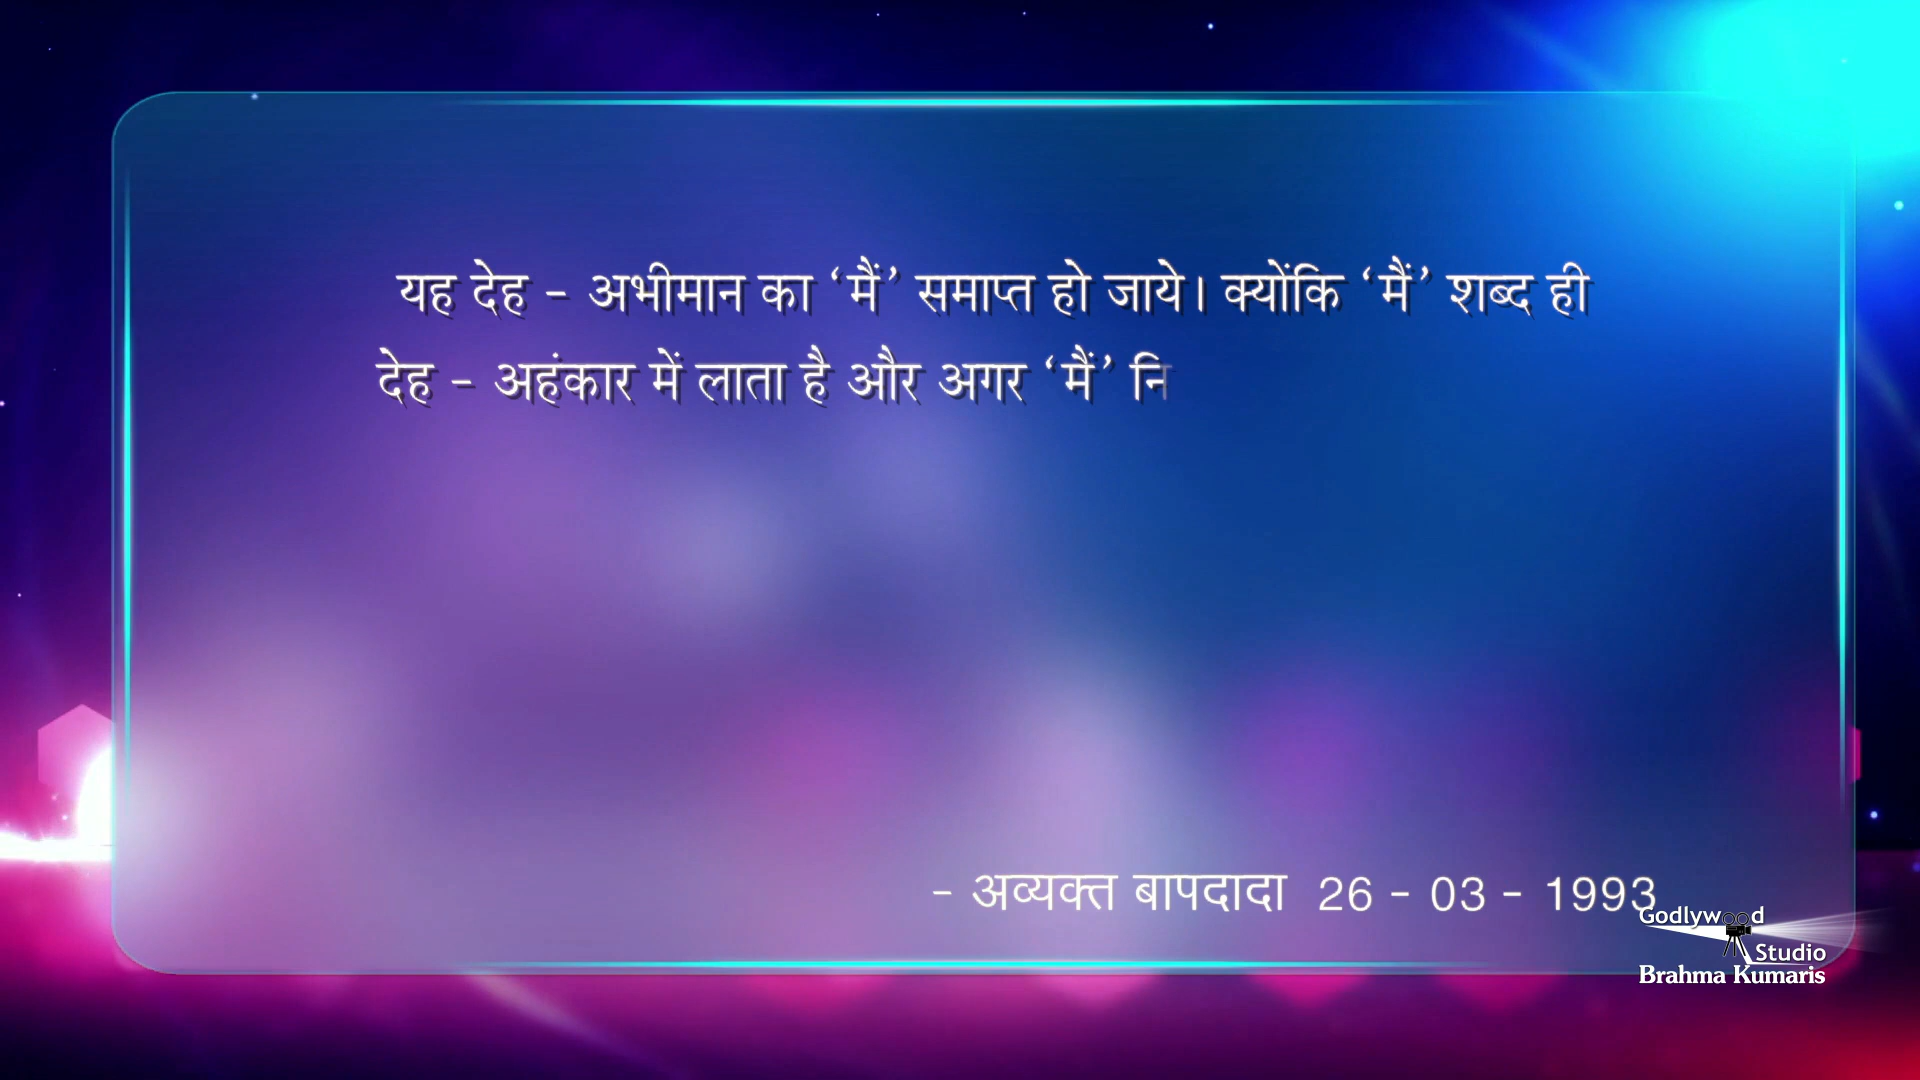 यह देह - अभीमान का ‘मैं’ समाप्त हो जाये। क्योंकि ‘मैं’ शब्द ही
देह - अहंकार में लाता है और अगर ‘मैं’ नि
- अव्यक्त बापदादा 26 - 03 - 1993
Godlywood
Studio
Brahma Kumaris